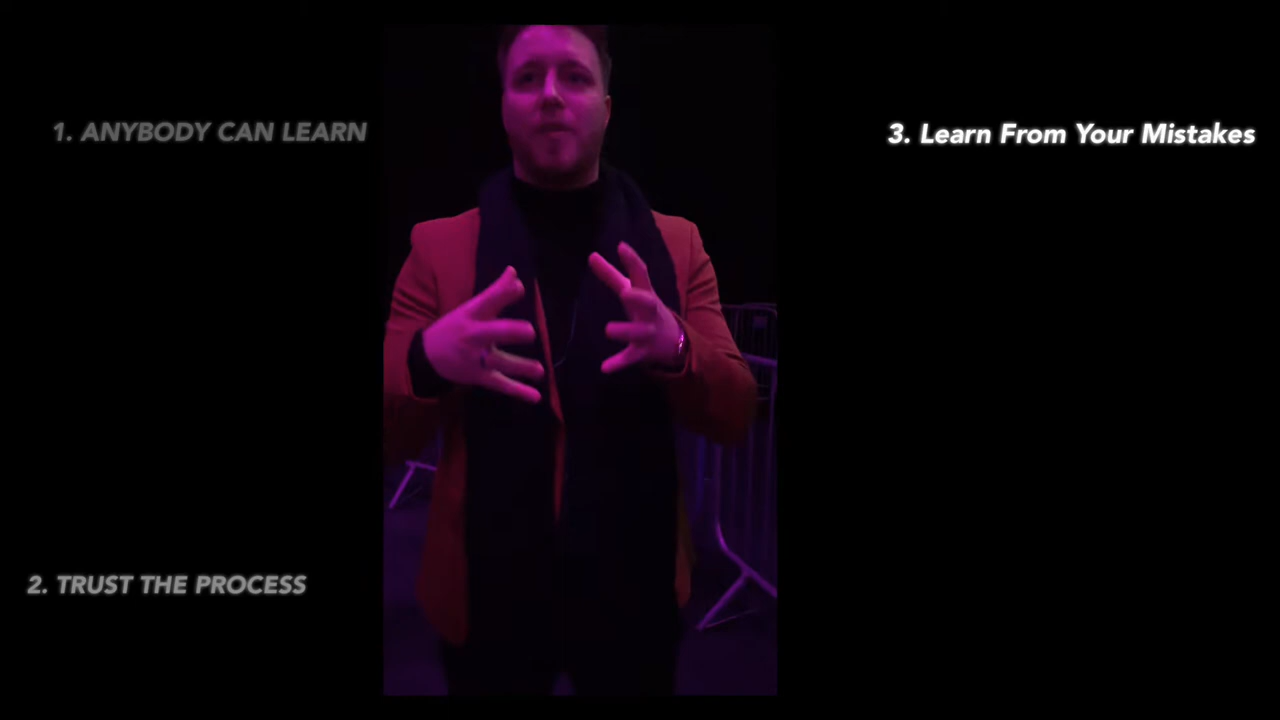 1. ANYBODY CAN LEARN
2. TRUST THE PROCESS
3. Learn From Your Mistakes